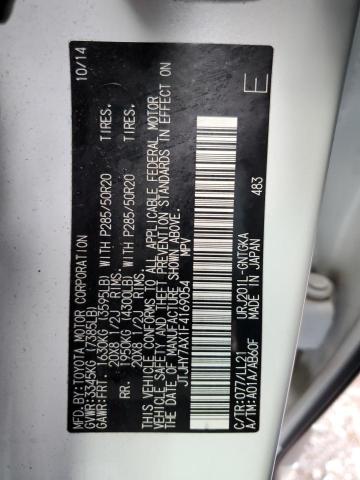 MFD.BY:TOYOTA MOTOR CORPORATION 10/14
GVWR:3345KG (7385LB)
GAWR:FRT. 1630KG (3595LB) WITH P285/50R20 TIRES.
20X8 1/2J RIMS.
RR. 1950KG (4300LB) WITH P285/50R20 TIRES.
20X8 1/2J RIMS.
THIS VEHICLE CONFORMS TO ALL APPLICABLE FEDERAL MOTOR
VEHICLE SAFETY AND THEFT PREVENTION STANDARDS IN EFFECT ON
THE DATE OF MANUFACTURE SHOWN ABOVE.
JTJHY7AX1F4169054 MPV
E
483
C/TR:077/LL21 URJ201L-GNTGKA
A/TM:A01A/AB60F MADE IN JAPAN